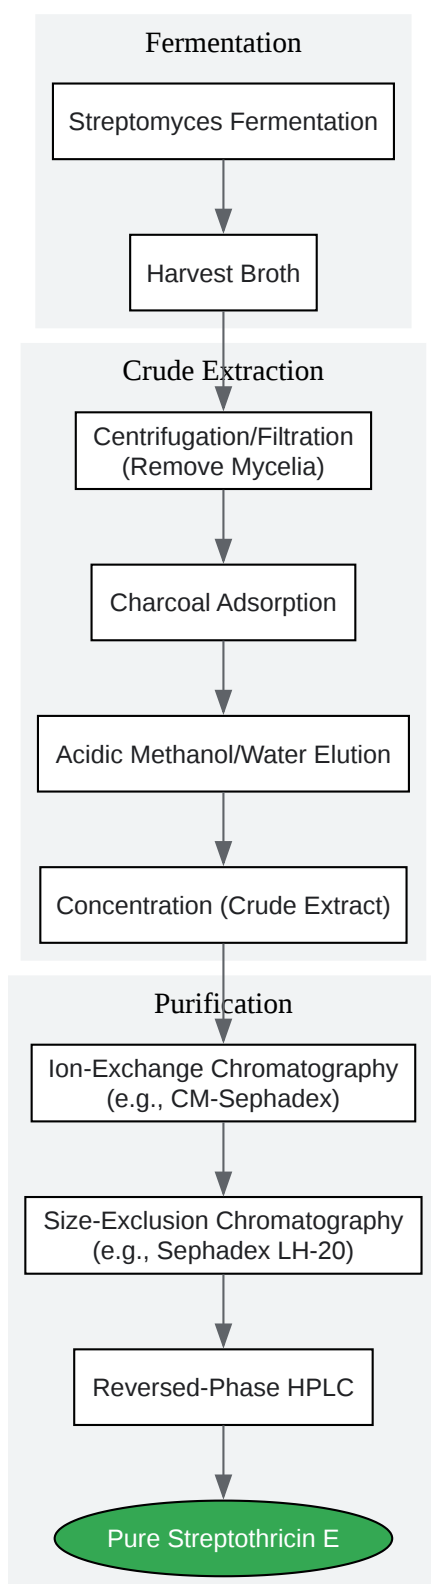 Fermentation
Streptomyces Fermentation
Harvest Broth
Crude Extraction
Centrifugation/Filtration
(Remove Mycelia)
Charcoal Adsorption
Acidic Methanol/Water Elution
Concentration (Crude Extract)
Purification
Ion-Exchange Chromatography
(e.g., CM-Sephadex)
Size-Exclusion Chromatography
(e.g., Sephadex LH-20)
Reversed-Phase HPLC
Pure Streptothricin E